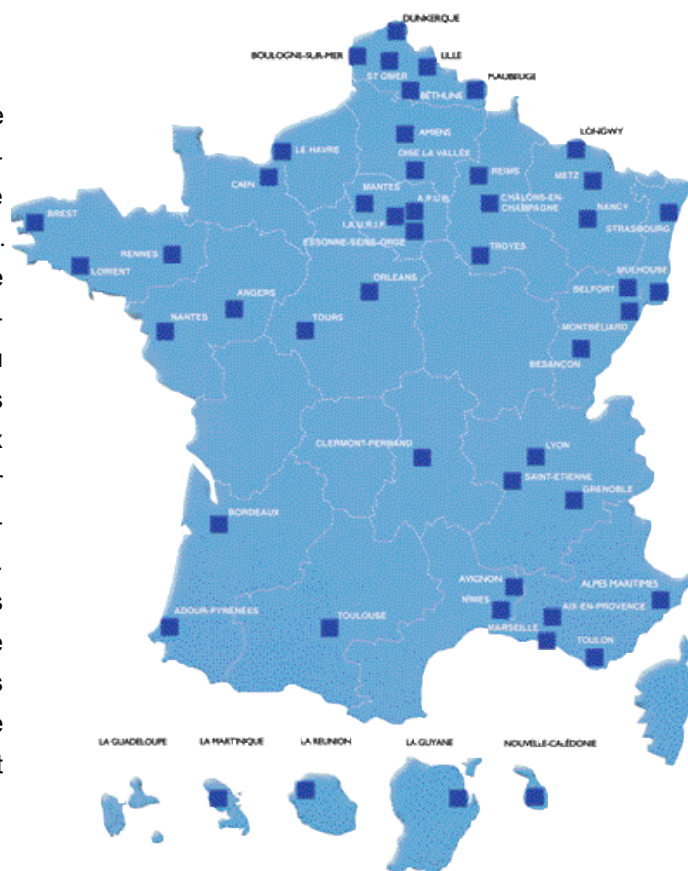 DUNKERQUE
BOULOGNE-SUR-MER
LILLE
ST OMER
MAUBEUGE
BÉTHUNE
AMIENS
LONGWY
LE HAVRE
OISE LA VALLÉE
REIMS
METZ
CAEN
MANTES
A.P.U.R.
CHÂLONS-EN-
CHAMPAGNE
NANCY
BREST
I.A.U.R.I.F.
STRASBOURG
ESSONNE-SEINE-ORGE
RENNES
TROYES
LORIENT
MULHOUSE
ORLEANS
BELFORT
ANGERS
NANTES
TOURS
MONTBÉLIARD
BESANÇON
CLERMONT-FERRAND
LYON
SAINT-ETIENNE
GRENOBLE
BORDEAUX
AVIGNON
ALPES MARITIMES
NÎMES
AIX-EN-PROVENCE
ADOUR-PYRÉNÉES
TOULOUSE
MARSEILLE
TOULON
LA GUADELOUPE
LA MARTINIQUE
LA REUNION
LA GUYANE
NOUVELLE-CALÉDONIE